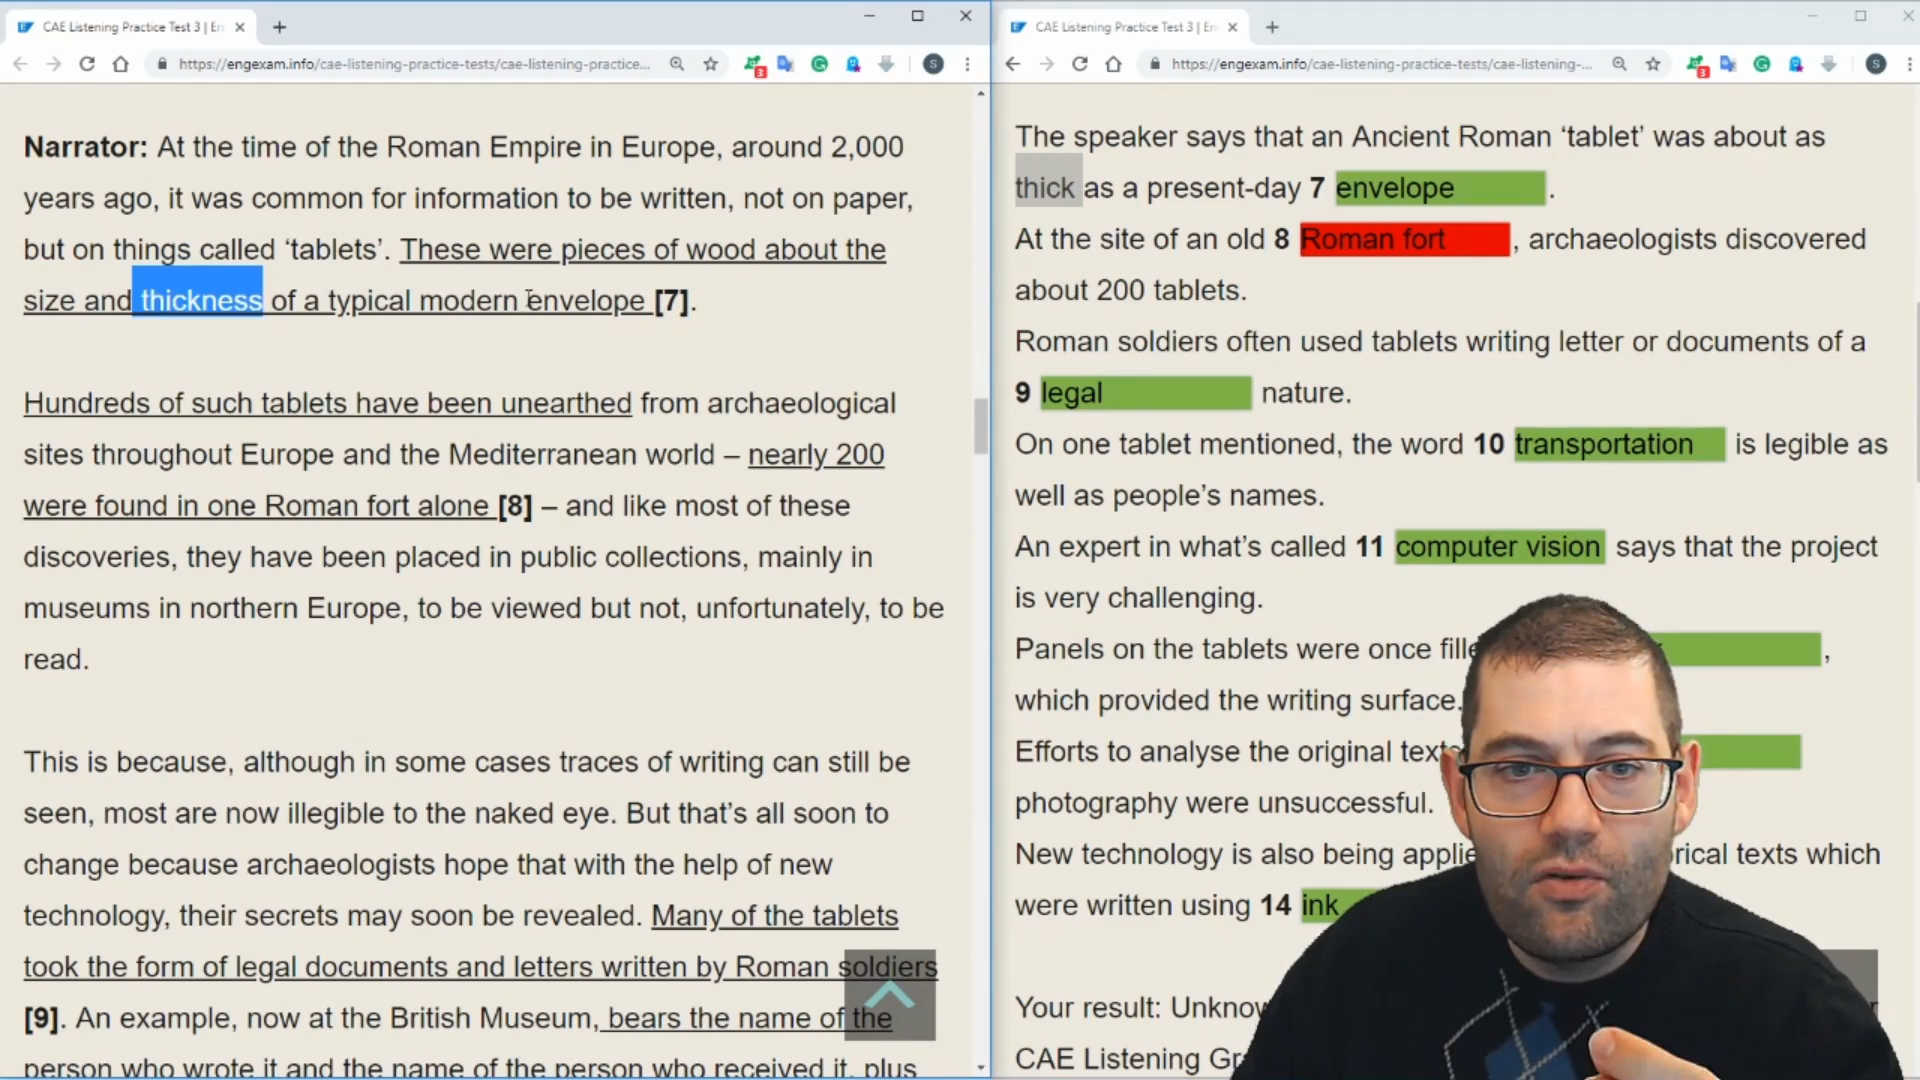 CAE Listening Practice Test 3 | En
https://engexam.info/cae-listening-practice-tests/cae-listening-practice...
3
S
Narrator: At the time of the Roman Empire in Europe, around 2,000
years ago, it was common for information to be written, not on paper,
but on things called ‘tablets’. These were pieces of wood about the
size and thickness of a typical modern envelope [7].
Hundreds of such tablets have been unearthed from archaeological
sites throughout Europe and the Mediterranean world – nearly 200
were found in one Roman fort alone [8] – and like most of these
discoveries, they have been placed in public collections, mainly in
museums in northern Europe, to be viewed but not, unfortunately, to be
read.
This is because, although in some cases traces of writing can still be
seen, most are now illegible to the naked eye. But that’s all soon to
change because archaeologists hope that with the help of new
technology, their secrets may soon be revealed. Many of the tablets
took the form of legal documents and letters written by Roman soldiers
[9]. An example, now at the British Museum, bears the name of the
person who wrote it and the name of the person who received it, plus
CAE Listening Practice Test 3 | En
https://engexam.info/cae-listening-practice-tests/cae-listening-...
3
S
The speaker says that an Ancient Roman ‘tablet’ was about as
thick as a present-day 7 envelope .
At the site of an old 8 Roman fort , archaeologists discovered
about 200 tablets.
Roman soldiers often used tablets writing letter or documents of a
9 legal nature.
On one tablet mentioned, the word 10 transportation is legible as
well as people’s names.
An expert in what’s called 11 computer vision says that the project
is very challenging.
Panels on the tablets were once fille ,
which provided the writing surface.
Efforts to analyse the original texts
photography were unsuccessful.
New technology is also being applie rical texts which
were written using 14 ink
Your result: Unknow
CAE Listening Gr